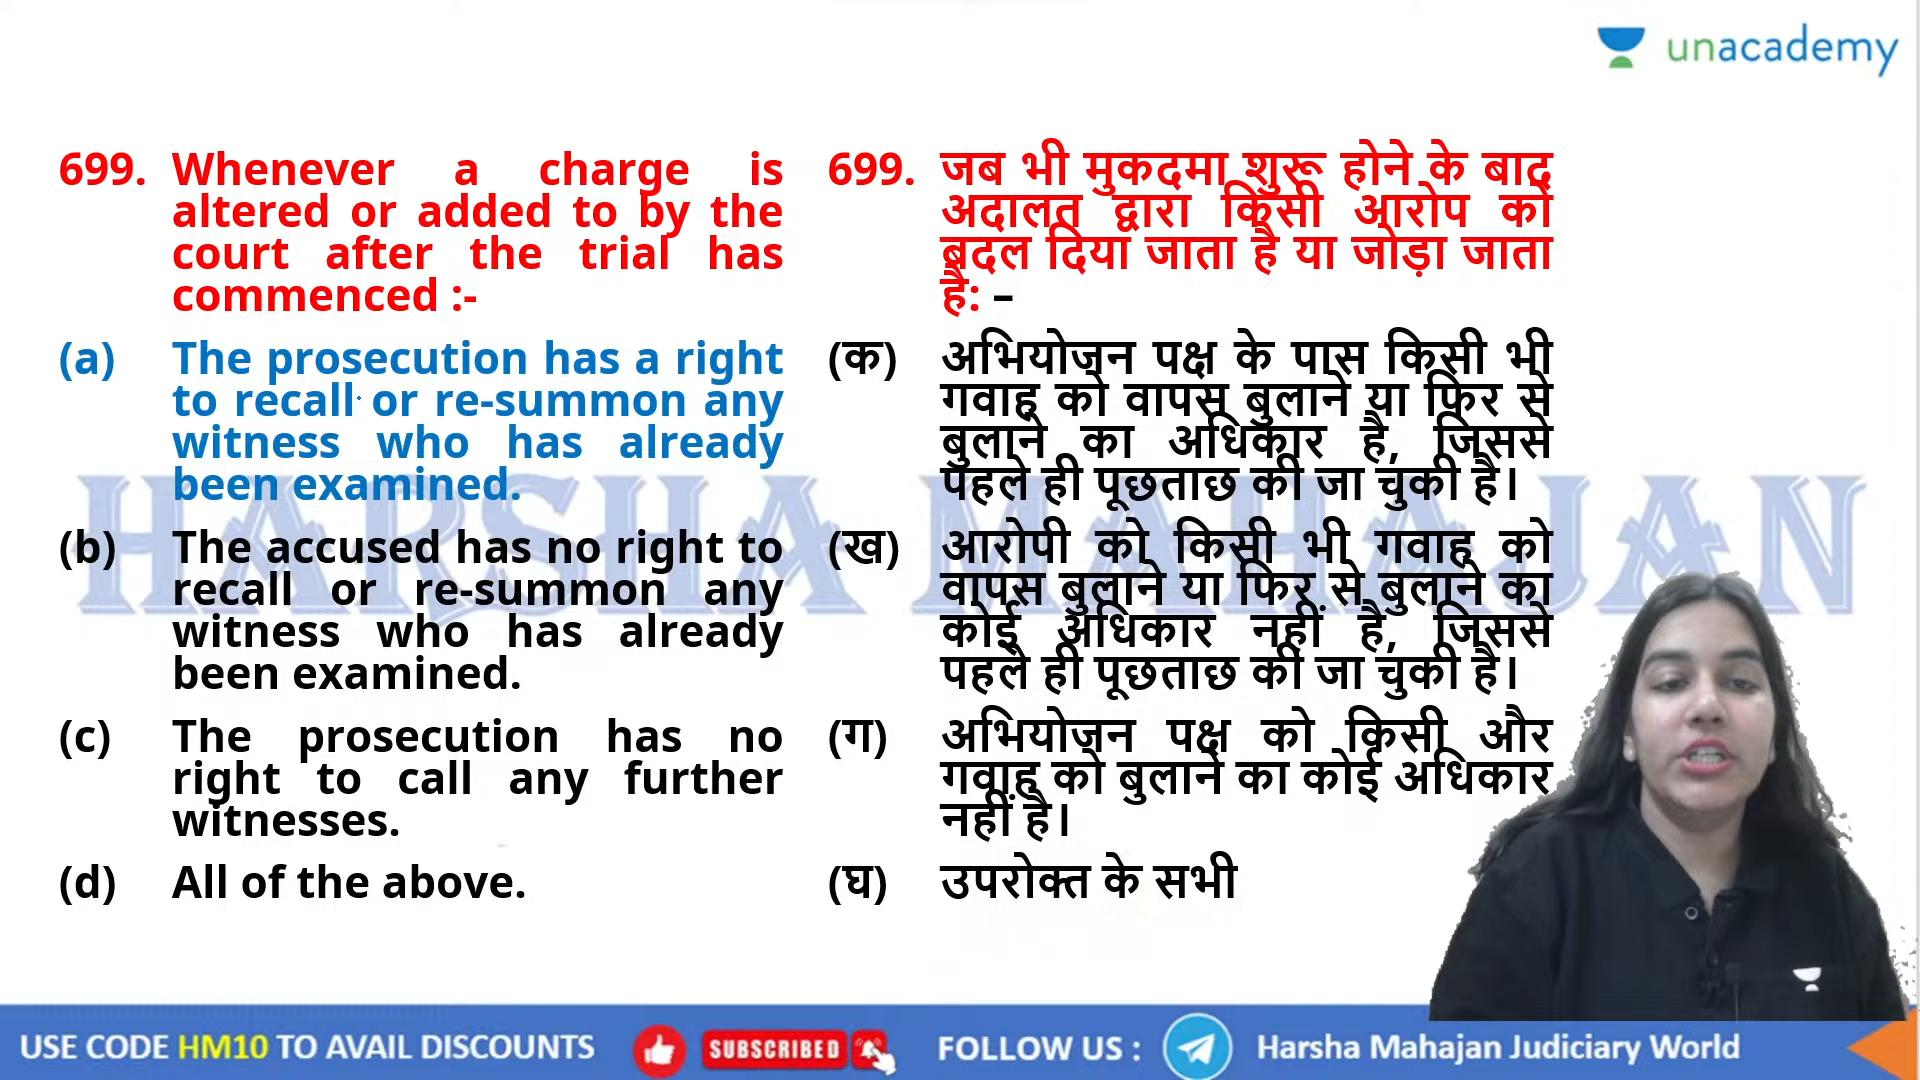 unacademy
699. Whenever a charge is
altered or added to by the
court after the trial has
commenced :-
(a) The prosecution has a right
to recall or re-summon any
witness who has already
been examined.
(b) The accused has no right to
recall or re-summon any
witness who has already
been examined.
(c) The prosecution has no
right to call any further
witnesses.
(d) All of the above.
699. जब भी मुकदमा शुरू होने के बाद
अदालत द्वारा किसी आरोप को
बदल दिया जाता है या जोड़ा जाता
है: –
(क) अभियोजन पक्ष के पास किसी भी
गवाह को वापस बुलाने या फिर से
बुलाने का अधिकार है, जिससे
पहले ही पूछताछ की जा चुकी है।
(ख) आरोपी को किसी भी गवाह को
वापस बुलाने या फिर से बुलाने का
कोई अधिकार नहीं है, जिससे
पहले ही पूछताछ की जा चुकी है।
(ग) अभियोजन पक्ष को किसी और
गवाह को बुलाने का कोई अधिकार
नहीं है।
(घ) उपरोक्त के सभी
HARSHA MAHAJAN
USE CODE HM10 TO AVAIL DISCOUNTS
SUBSCRIBED
FOLLOW US :
Harsha Mahajan Judiciary World